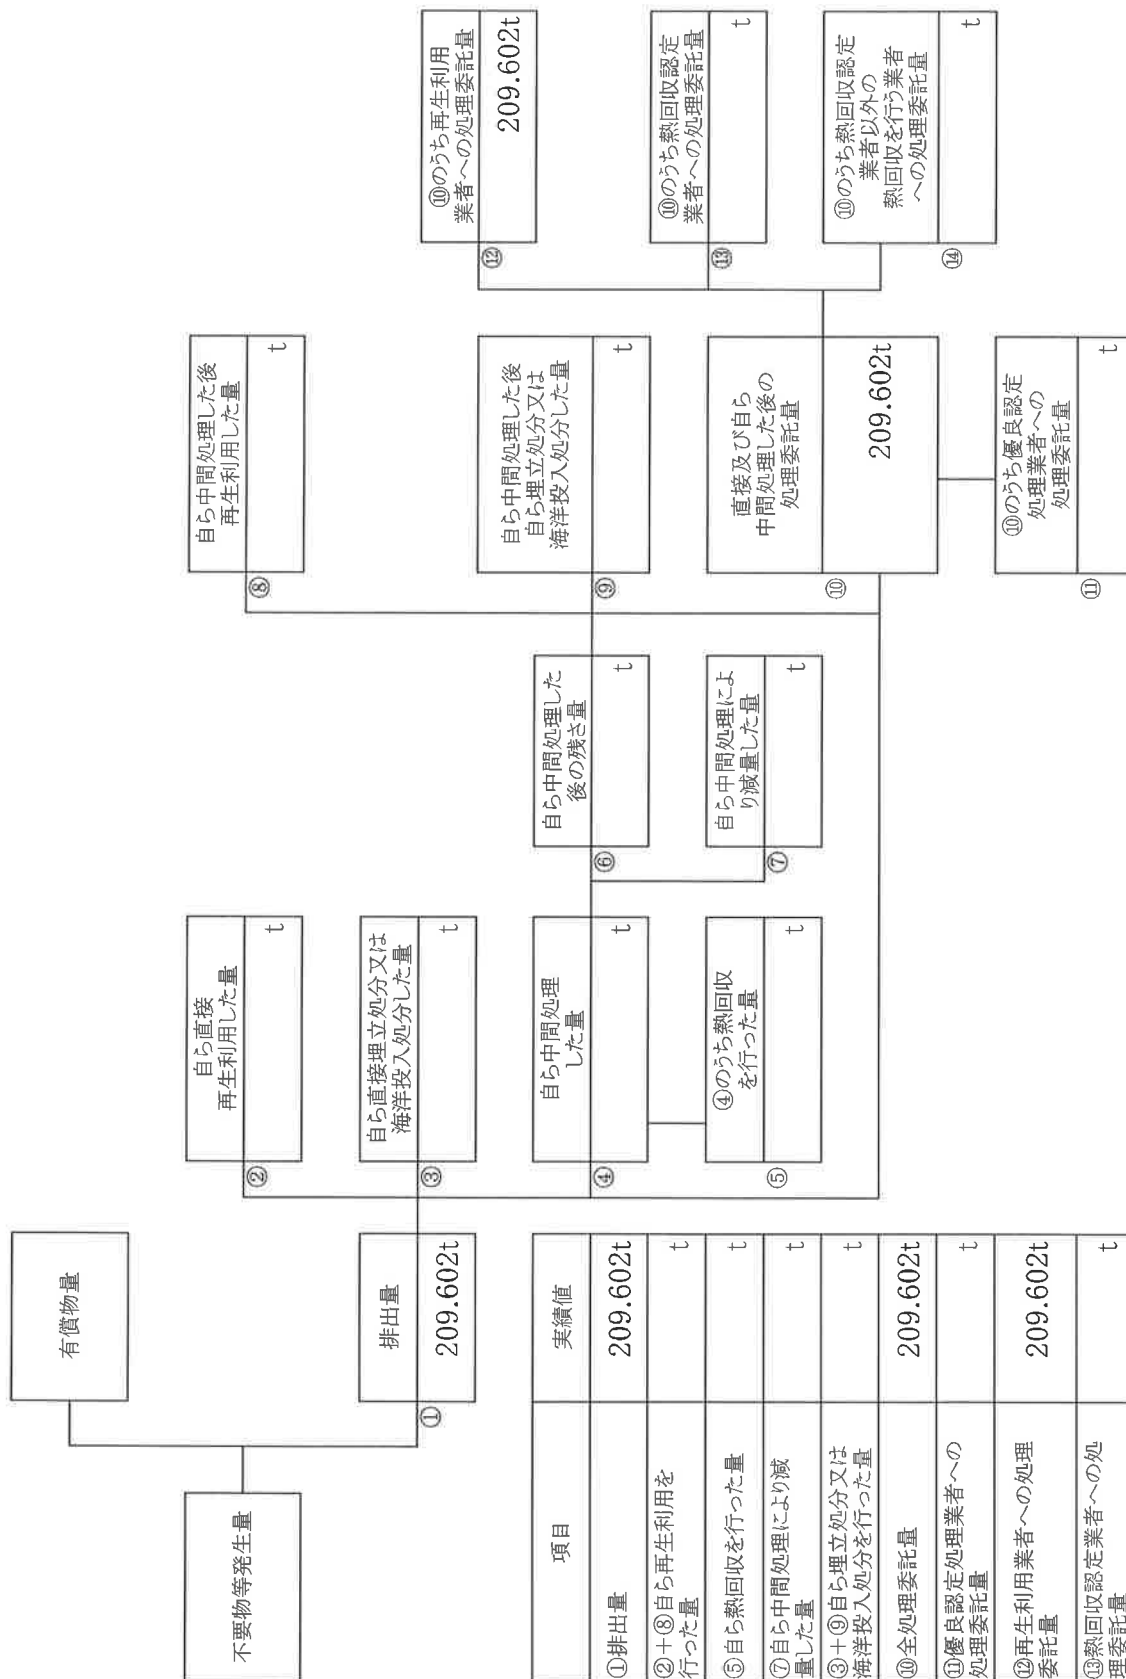 有償物量
不要物等発生量
排出量
①
209.602t
自ら直接
再生利用した量
②
t
自ら直接埋立処分又は
海洋投入処分した量
③
t
自ら中間処理
した量
④
t
④のうち熱回収
を行った量
⑤
t
自ら中間処理した
後の残さ量
⑥
t
自ら中間処理によ
り減量した量
⑦
t
自ら中間処理した後
再生利用した量
⑧
t
自ら中間処理した後
自ら埋立処分又は
海洋投入処分した量
⑨
t
直接及び自ら
中間処理した後の
処理委託量
⑩
209.602t
⑩のうち優良認定
処理業者への
処理委託量
⑪
t
⑩のうち再生利用
業者への処理委託量
⑫
209.602t
⑩のうち熱回収認定
業者への処理委託量
⑬
t
⑩のうち熱回収認定
業者以外の
熱回収を行う業者
への処理委託量
⑭
t
項目 実績値
①排出量 209.602t
②+⑧自ら再生利用を
行った量 t
⑤自ら熱回収を行った量 t
⑦自ら中間処理により減
量した量 t
③+⑨自ら埋立処分又は
海洋投入処分を行った量 t
⑩全処理委託量 209.602t
⑪優良認定処理業者への
処理委託量 t
⑫再生利用業者への処理
委託量 209.602t
⑬熱回収認定業者への処
理委託量 t